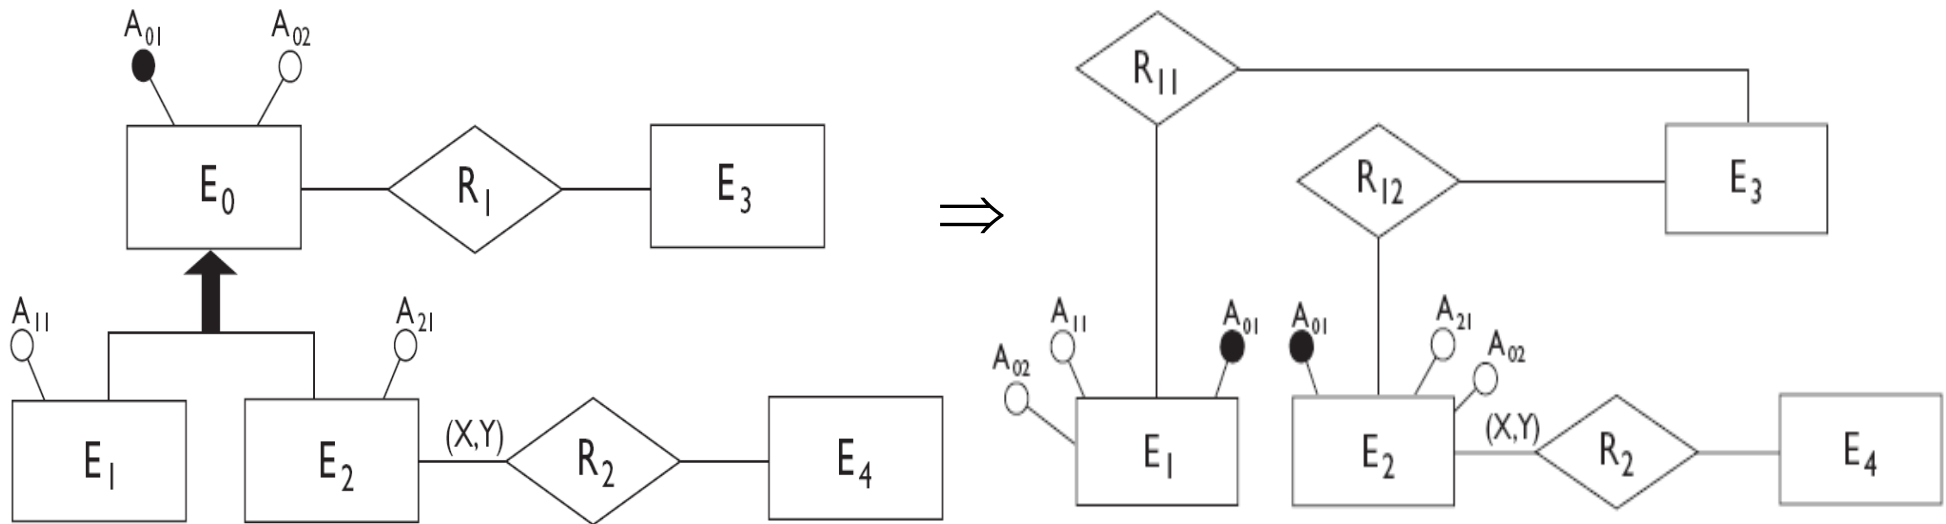 A01
A02
E0
R1
E3
A11
A21
E1
E2
(X,Y)
R2
E4
⇒
R11
R12
E3
A02
A11
A01
A01
A21
A02
E1
E2
(X,Y)
R2
E4